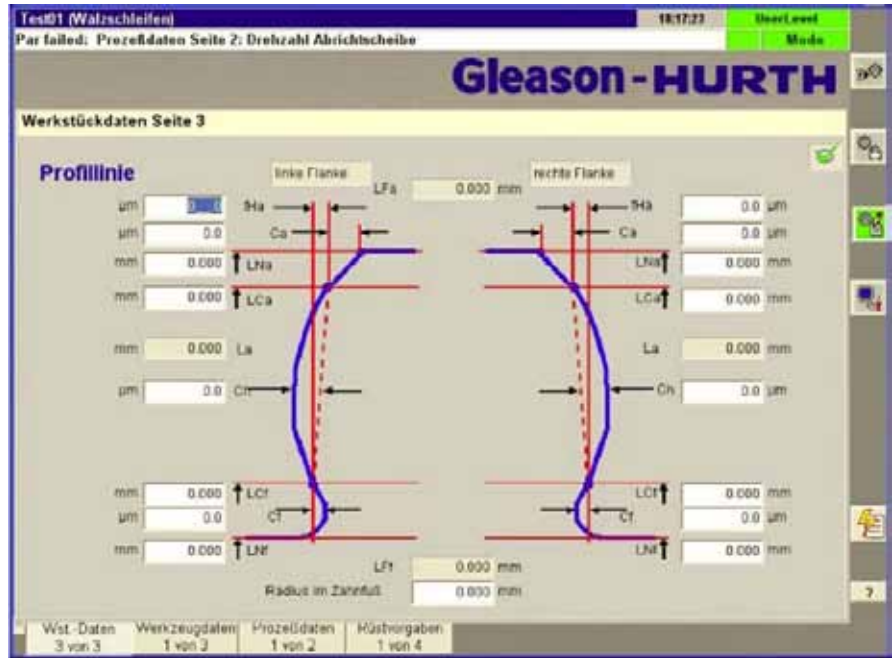 Test01 (Wälzschleifen) 18:17:23 UserLevel
Par failed: Prozeßdaten Seite 2: Drehzahl Abrichtscheibe Mode
Gleason-HURTH
Werkstückdaten Seite 3
Profillinie linke Flanke rechte Flanke
LFa 0.000 mm
µm fHa fHa 0.0 µm
µm 0.0 Ca Ca 0.0 µm
mm 0.000 LNa LNa 0.000 mm
mm 0.000 LCa LCa 0.000 mm
mm 0.000 La La 0.000 mm
µm 0.0 Ch Ch 0.0 µm
mm 0.000 LCf LCf 0.000 mm
µm 0.0 Cf Cf 0.0 µm
mm 0.000 LNf LNf 0.000 mm
LFf 0.000 mm
Radius im Zahnfuß 0.000 mm
?
Wst.-Daten Werkzeugdaten Prozeßdaten Rüstvorgaben
3 von 3 1 von 3 1 von 2 1 von 4